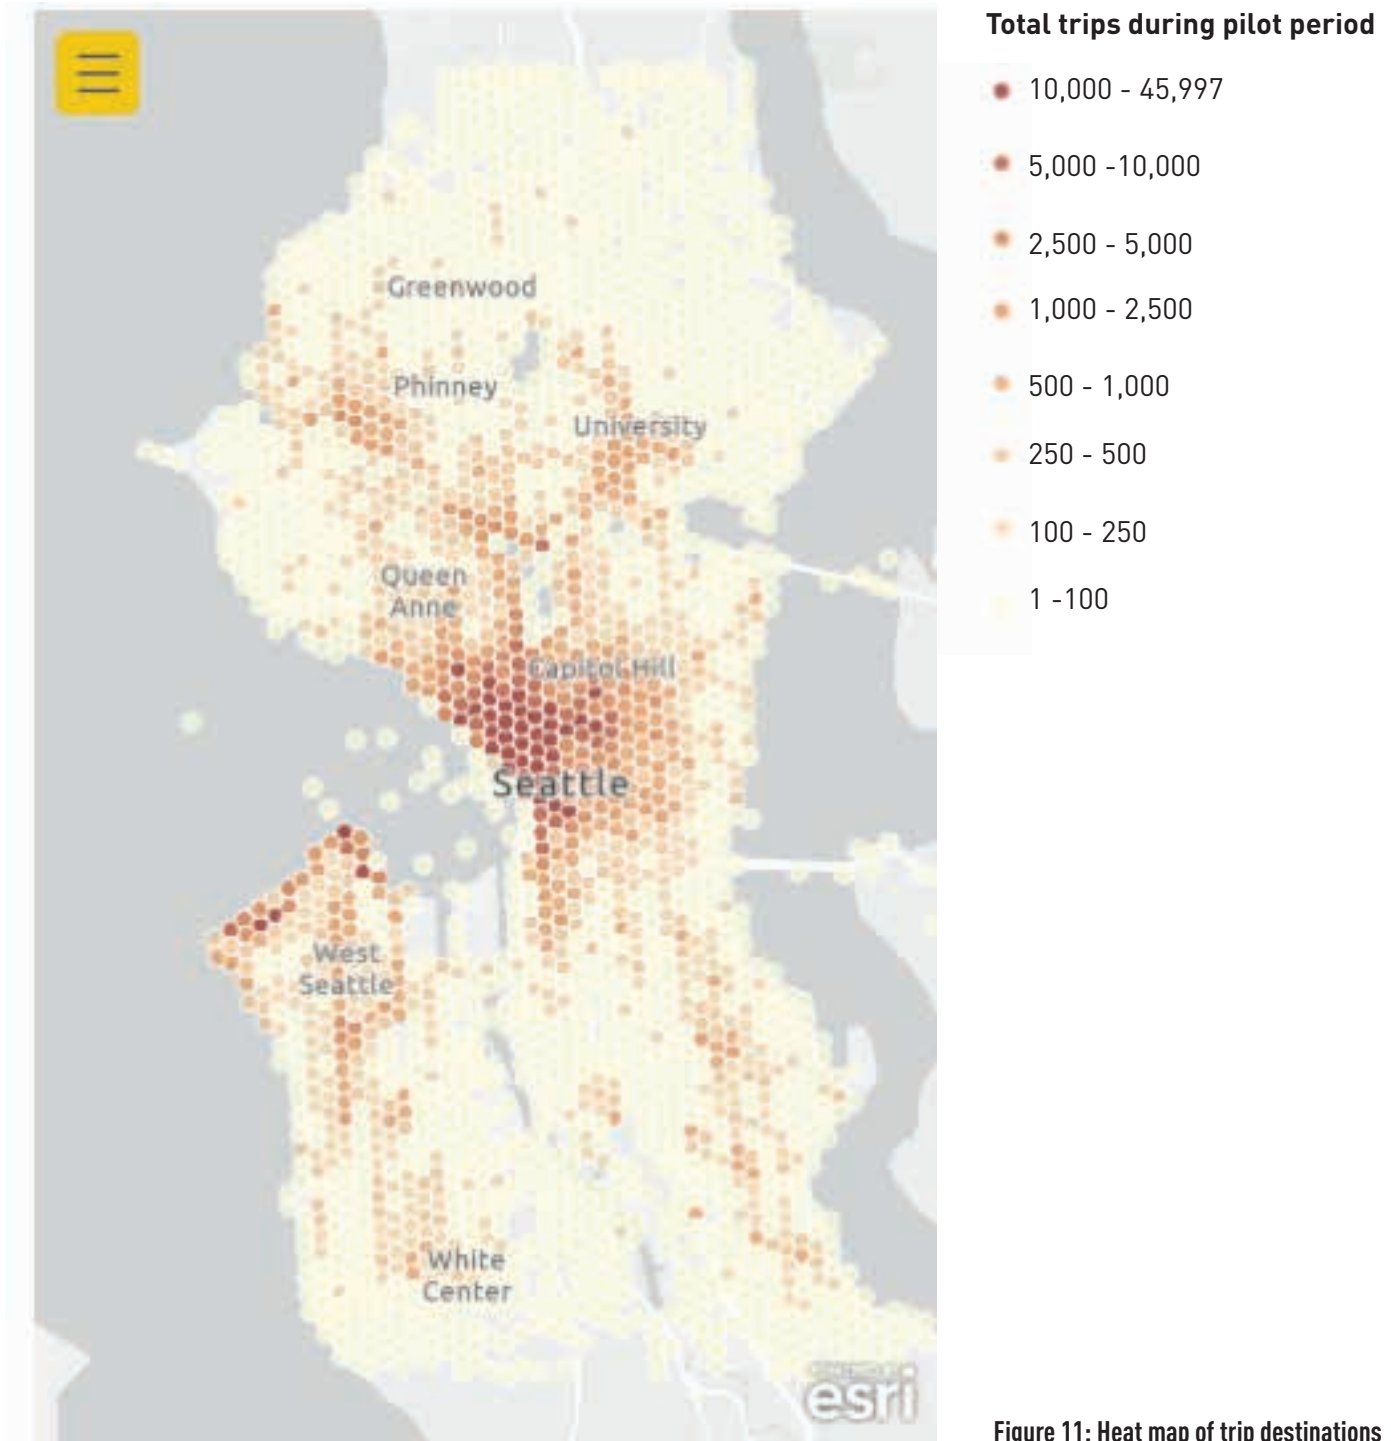 Total trips during pilot period
10,000 - 45,997
5,000 -10,000
2,500 - 5,000
1,000 - 2,500
500 - 1,000
250 - 500
100 - 250
1 -100
Greenwood
Phinney
University
Queen
Anne
Capitol Hill
Seattle
West
Seattle
White
Center
esri
Figure 11: Heat map of trip destinations